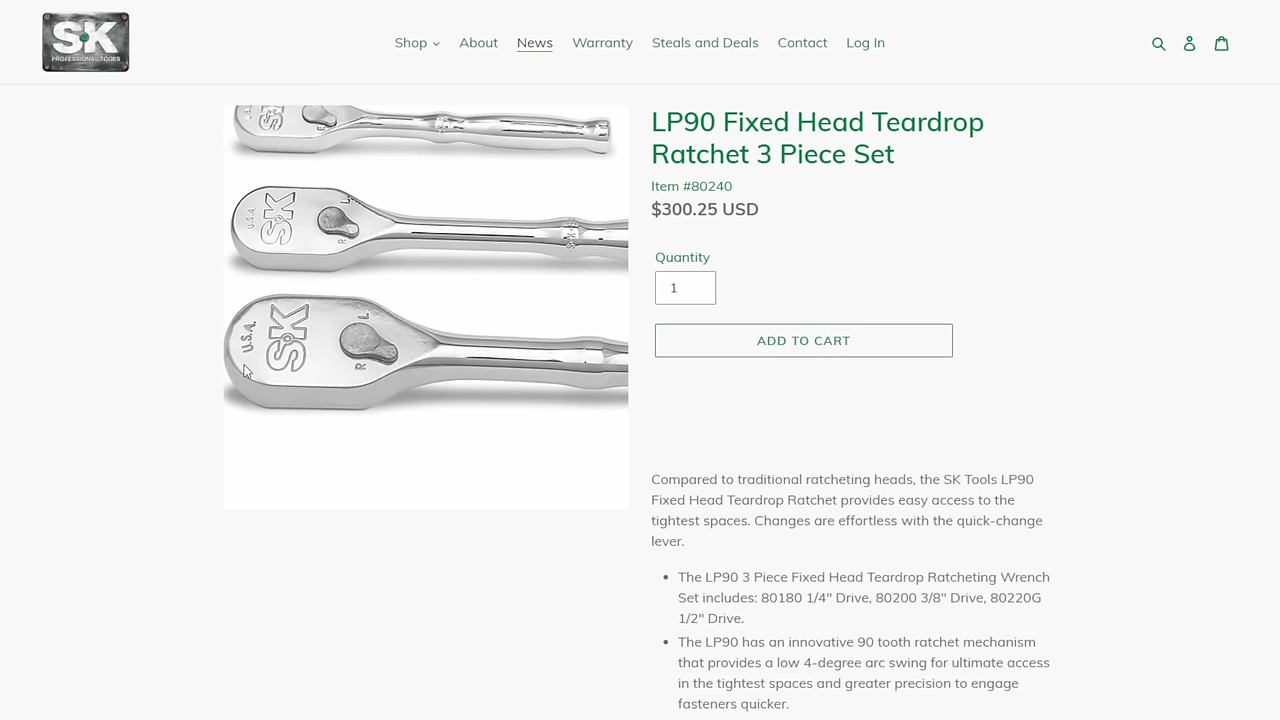 SK
PROFESSIONAL TOOLS
Shop
About
News
Warranty
Steals and Deals
Contact
Log In
SK
U.S.A.
SK
L
R
SK
U.S.A.
SK
L
R
LP90 Fixed Head Teardrop
Ratchet 3 Piece Set
Item #80240
$300.25 USD
Quantity
1
ADD TO CART
Compared to traditional ratcheting heads, the SK Tools LP90
Fixed Head Teardrop Ratchet provides easy access to the
tightest spaces. Changes are effortless with the quick-change
lever.
• The LP90 3 Piece Fixed Head Teardrop Ratcheting Wrench
Set includes: 80180 1/4" Drive, 80200 3/8" Drive, 80220G
1/2" Drive.
• The LP90 has an innovative 90 tooth ratchet mechanism
that provides a low 4-degree arc swing for ultimate access
in the tightest spaces and greater precision to engage
fasteners quicker.